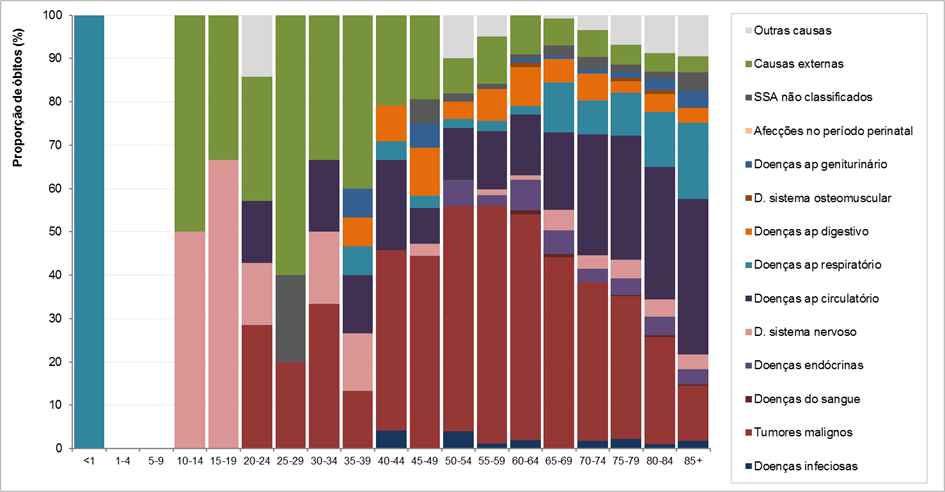 Proporção de óbitos (%)
100
90
80
70
60
50
40
30
20
10
0
<1 1-4 5-9 10-14 15-19 20-24 25-29 30-34 35-39 40-44 45-49 50-54 55-59 60-64 65-69 70-74 75-79 80-84 85+
Outras causas
Causas externas
SSA não classificados
Afecções no período perinatal
Doenças ap geniturinário
D. sistema osteomuscular
Doenças ap digestivo
Doenças ap respiratório
Doenças ap circulatório
D. sistema nervoso
Doenças endócrinas
Doenças do sangue
Tumores malignos
Doenças infeciosas